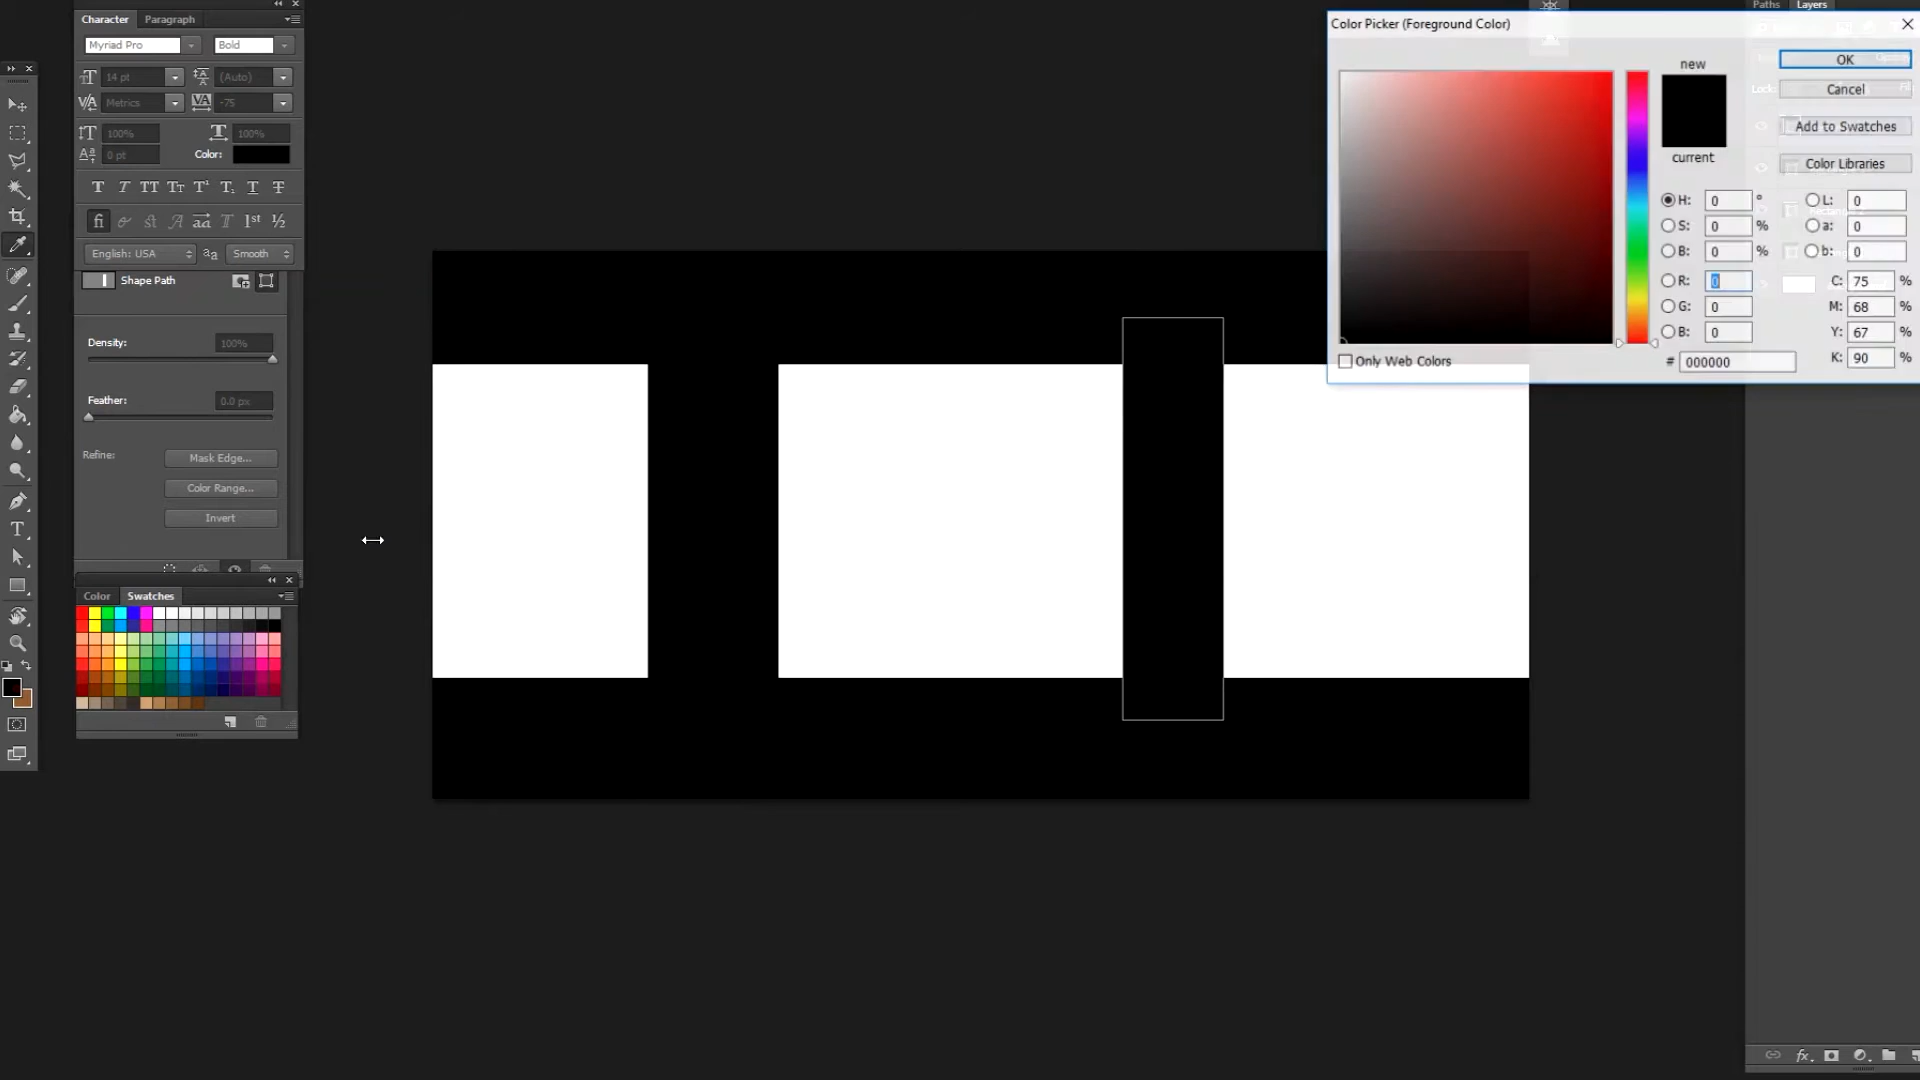 Character Paragraph
Myriad Pro Bold
14 pt (Auto)
Metrics -75
100% 100%
0 pt Color:
English: USA Smooth
Shape Path
Density: 100%
Feather: 0.0 px
Refine: Mask Edge...
Color Range...
Invert
Color Swatches
Paths Layers
Color Picker (Foreground Color)
new
OK
Lock:
Cancel
Add to Swatches
current
Color Libraries
H: 0 ° L: 0
S: 0 % a: 0
B: 0 % b: 0
R: 0 C: 75 %
G: 0 M: 68 %
B: 0 Y: 67 %
Only Web Colors # 000000 K: 90 %